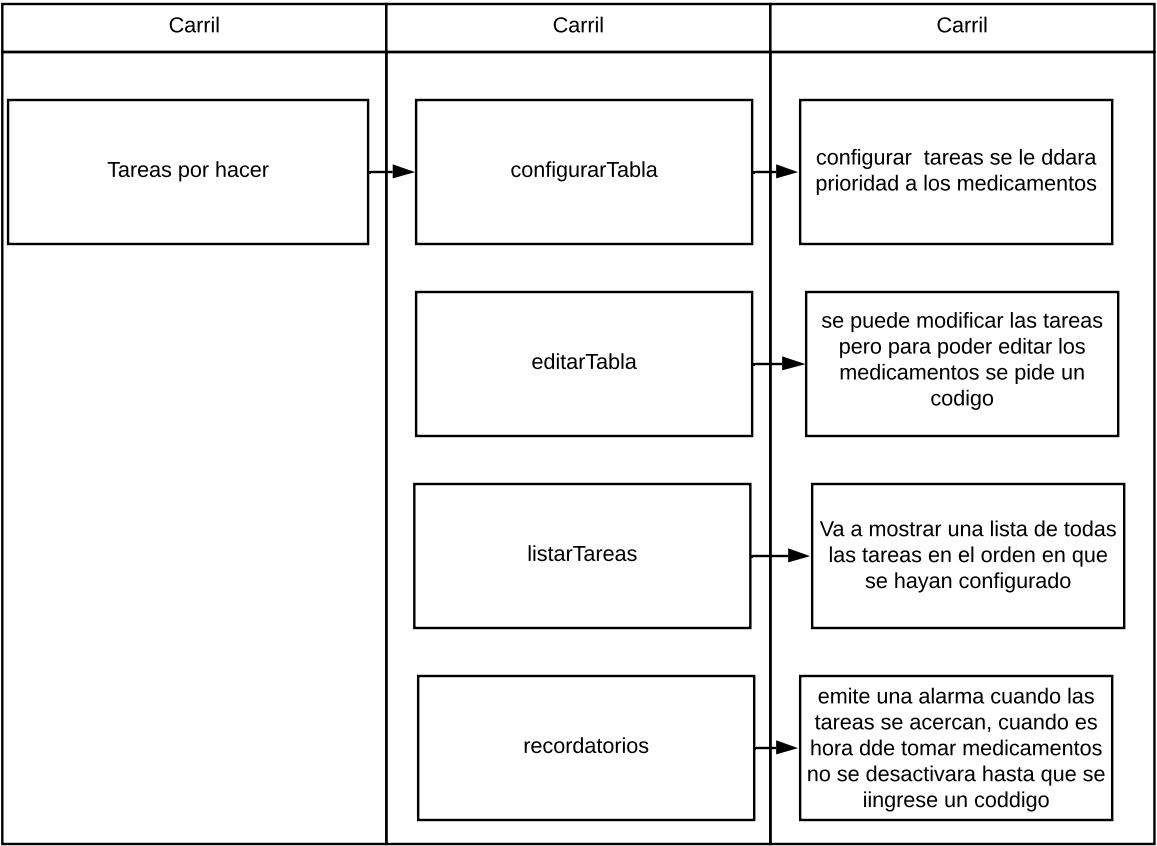 Carril
Carril
Carril
Tareas por hacer
configurarTabla
configurar  tareas se le ddara
prioridad a los medicamentos
editarTabla
se puede modificar las tareas
pero para poder editar los
medicamentos se pide un
codigo
listarTareas
Va a mostrar una lista de todas
las tareas en el orden en que
se hayan configurado
recordatorios
emite una alarma cuando las
tareas se acercan, cuando es
hora dde tomar medicamentos
no se desactivara hasta que se
iingrese un coddigo